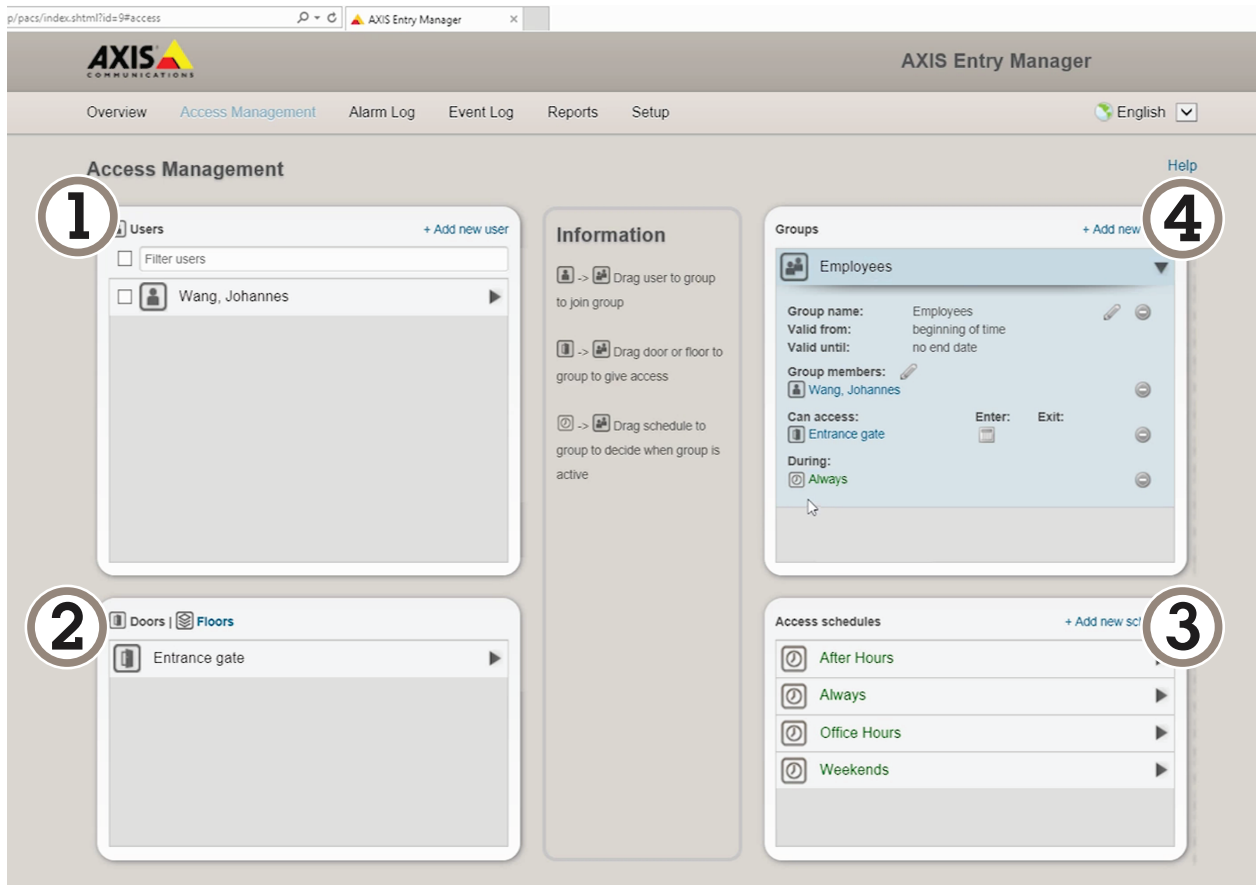 p/pacs/index.shtml?id=9#access
AXIS Entry Manager
AXIS
COMMUNICATIONS
AXIS Entry Manager
Overview Access Management Alarm Log Event Log Reports Setup English
Access Management
Help
1
Users + Add new user
Filter users
Wang, Johannes
Information
-> Drag user to group
to join group
-> Drag door or floor to
group to give access
-> Drag schedule to
group to decide when group is
active
4
Groups + Add new
Employees
Group name: Employees
Valid from: beginning of time
Valid until: no end date
Group members:
Wang, Johannes
Can access: Enter: Exit:
Entrance gate
During:
Always
2
Doors | Floors
Entrance gate
3
Access schedules + Add new
After Hours
Always
Office Hours
Weekends